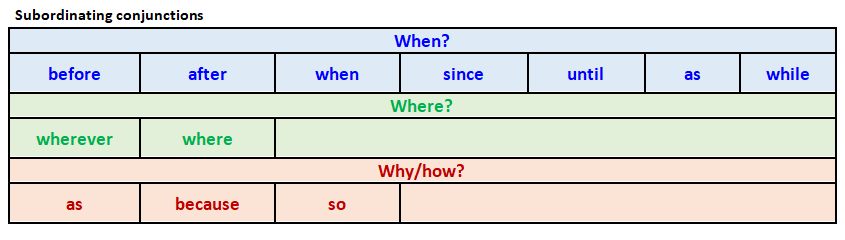 Subordinating conjunctions
When?
before after when since until as while
Where?
wherever where
Why/how?
as because so